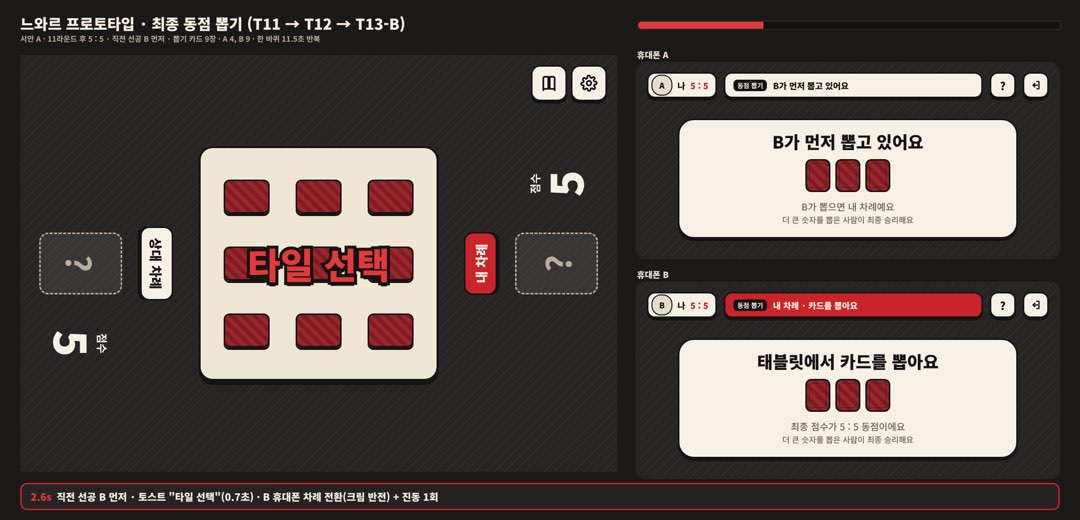 느와르 프로토타입 · 최종 동점 뽑기 (T11 → T12 → T13-B)
시안 A · 11라운드 후 5 : 5 · 직전 선공 B 먼저 · 뽑기 카드 9장 · A 4, B 9 · 한 바퀴 11.5초 반복
?
상대 차례
5
점수
타일 선택
내 차례
?
점수
5
휴대폰 A
A 나 5 : 5
동점 뽑기 B가 먼저 뽑고 있어요
?
B가 먼저 뽑고 있어요
B가 뽑으면 내 차례예요
더 큰 숫자를 뽑은 사람이 최종 승리해요
휴대폰 B
B 나 5 : 5
동점 뽑기 내 차례 · 카드를 뽑아요
?
태블릿에서 카드를 뽑아요
최종 점수가 5 : 5 동점이에요
더 큰 숫자를 뽑은 사람이 최종 승리해요
2.6s 직전 선공 B 먼저 · 토스트 "타일 선택"(0.7초) · B 휴대폰 차례 전환(크림 반전) + 진동 1회